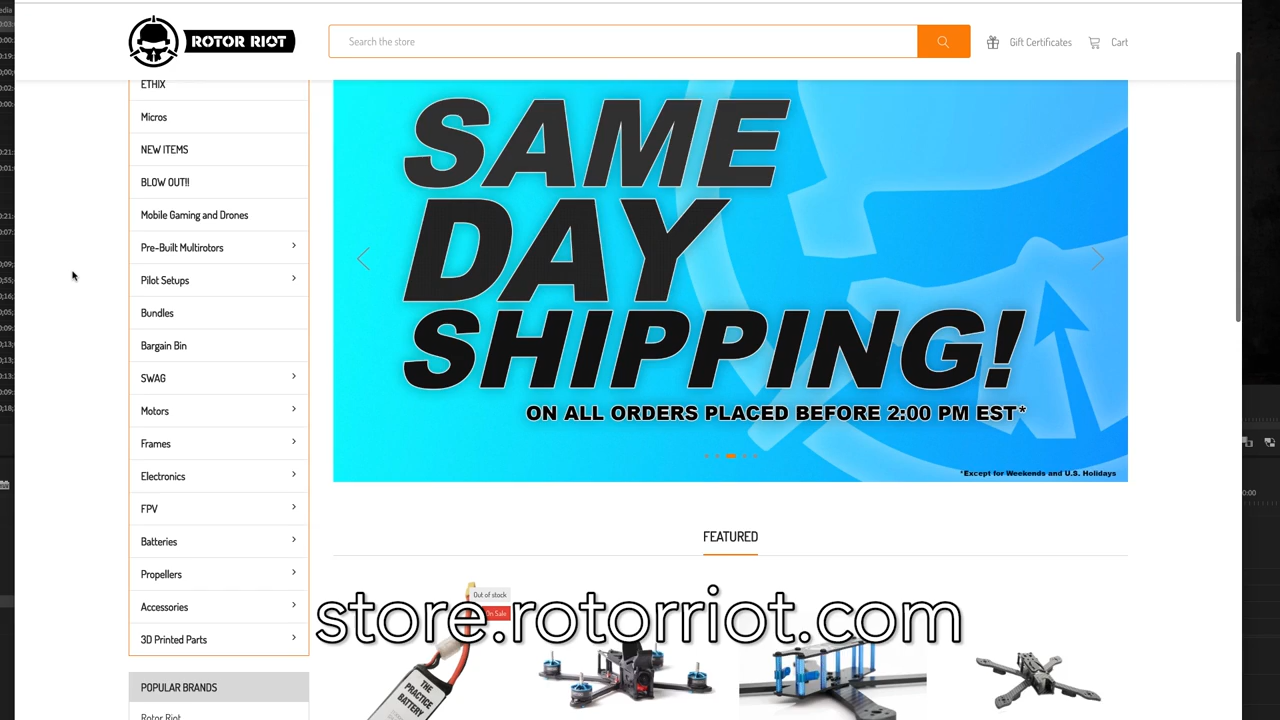 ROTOR RIOT
Search the store
Gift Certificates
Cart
ETHIX
Micros
NEW ITEMS
BLOW OUT!!
Mobile Gaming and Drones
Pre-Built Multirotors
Pilot Setups
Bundles
Bargain Bin
SWAG
Motors
Frames
Electronics
FPV
Batteries
Propellers
Accessories
3D Printed Parts
POPULAR BRANDS
Rotor Riot
SAME
DAY
SHIPPING!
ON ALL ORDERS PLACED BEFORE 2:00 PM EST*
*Except for Weekends and U.S. Holidays
FEATURED
Out of stock
On Sale
store.rotorriot.com
THE
PRACTICE
BATTERY